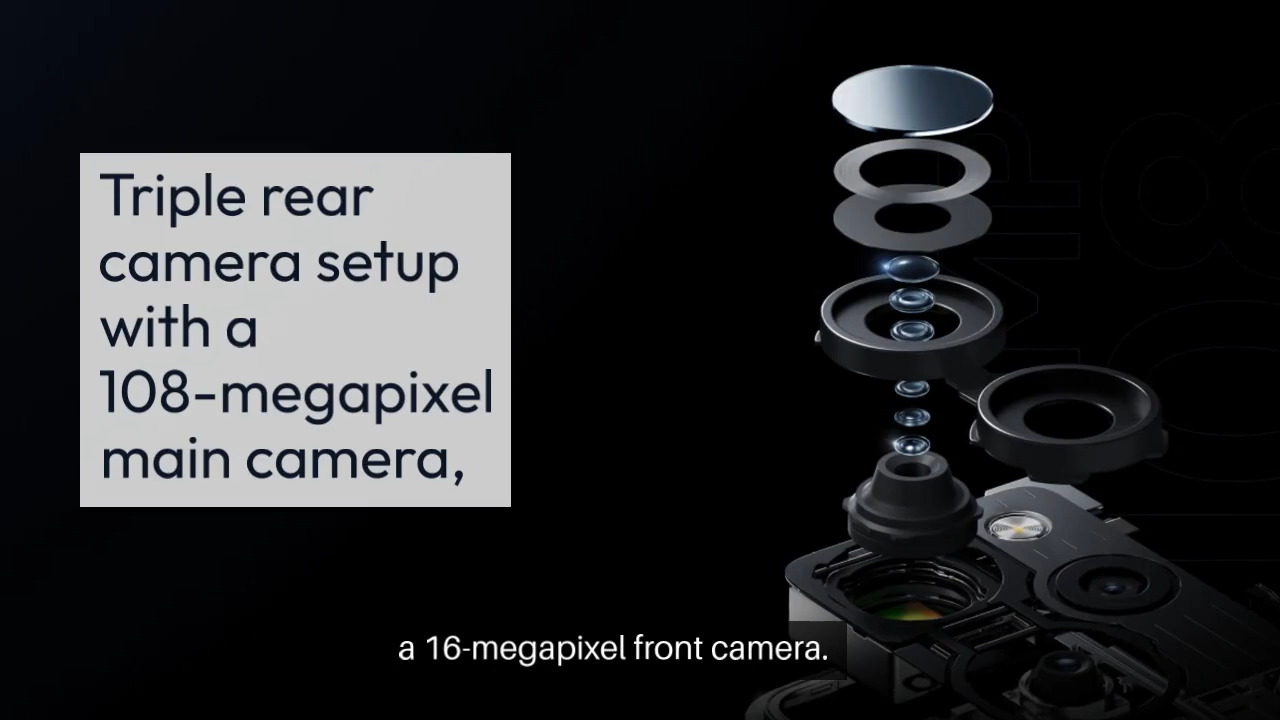 Triple rear
camera setup
with a
108-megapixel
main camera,
a 16-megapixel front camera.